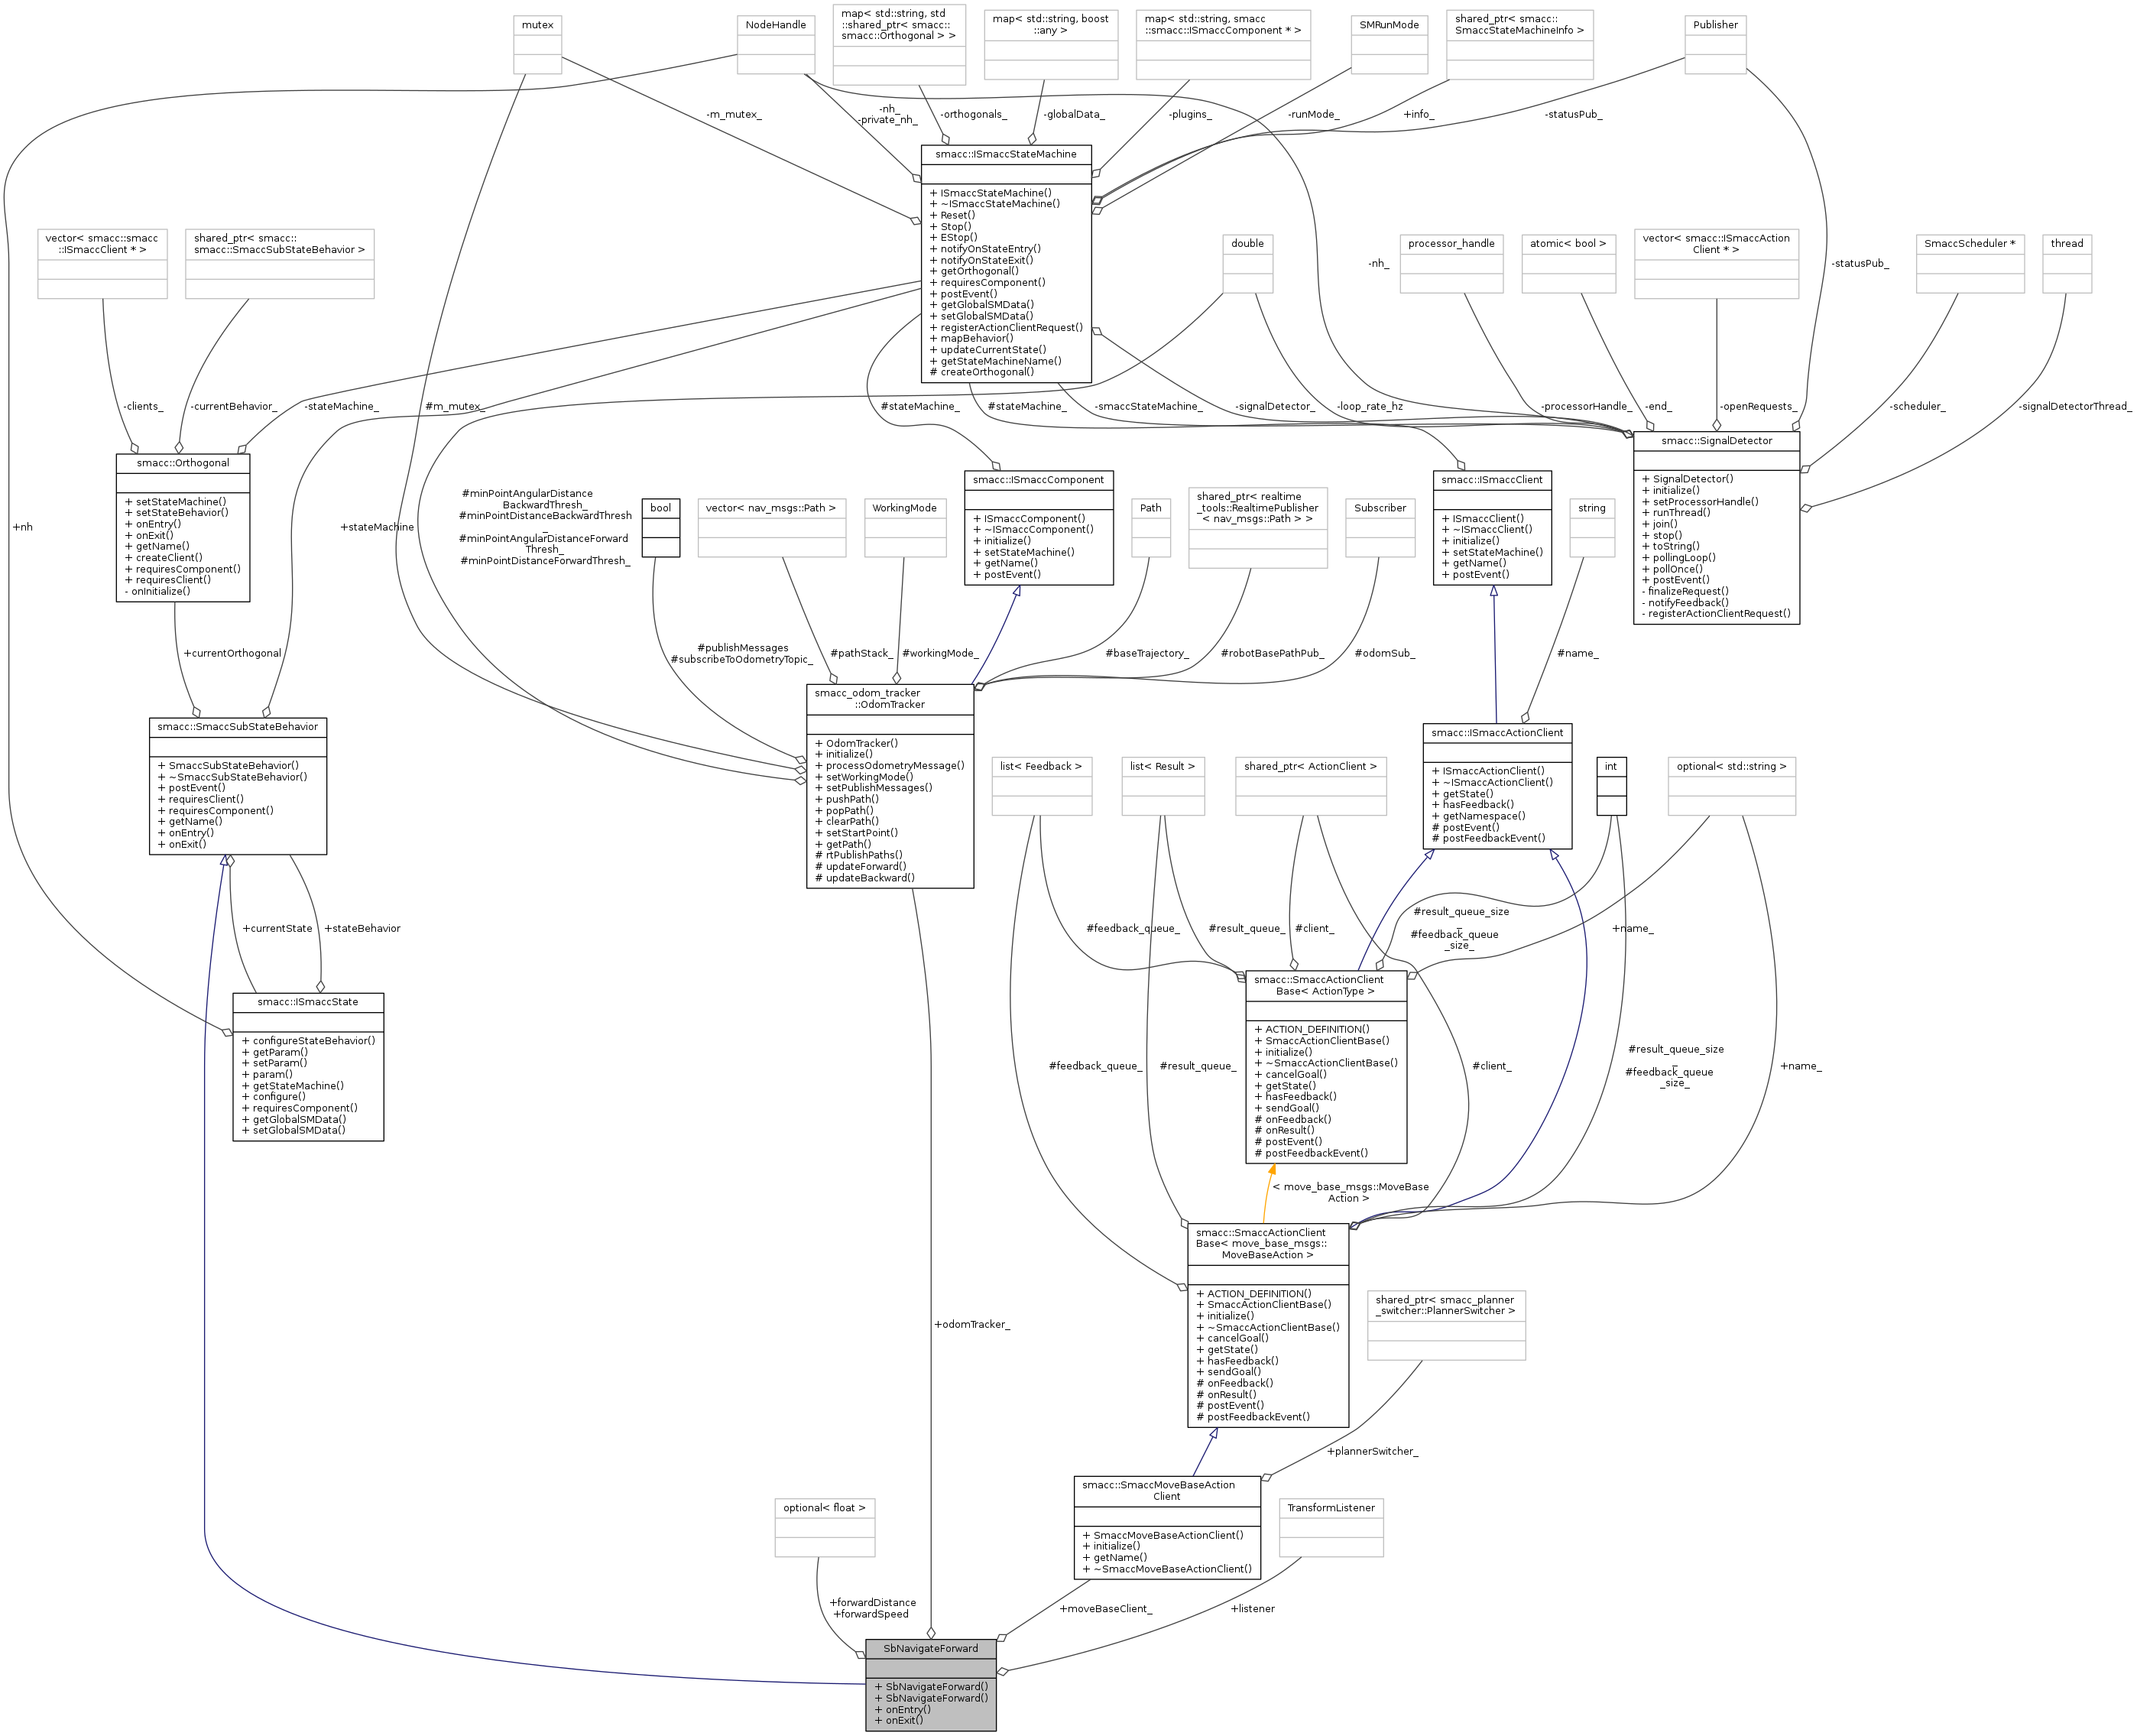 mutex
NodeHandle
map< std::string, std
::shared_ptr< smacc::
smacc::Orthogonal > >
map< std::string, boost
::any >
map< std::string, smacc
::smacc::ISmaccComponent * >
SMRunMode
shared_ptr< smacc::
SmaccStateMachineInfo >
Publisher
-m_mutex_
-nh_
-private_nh_
-orthogonals_
-globalData_
-plugins_
-runMode_
+info_
-statusPub_
smacc::ISmaccStateMachine
+ ISmaccStateMachine()
+ ~ISmaccStateMachine()
+ Reset()
+ Stop()
+ EStop()
+ notifyOnStateEntry()
+ notifyOnStateExit()
+ getOrthogonal()
+ requiresComponent()
+ postEvent()
+ getGlobalSMData()
+ setGlobalSMData()
+ registerActionClientRequest()
+ mapBehavior()
+ updateCurrentState()
+ getStateMachineName()
# createOrthogonal()
vector< smacc::smacc
::ISmaccClient * >
shared_ptr< smacc::
smacc::SmaccSubStateBehavior >
double
-nh_
processor_handle
atomic< bool >
vector< smacc::ISmaccAction
Client * >
-statusPub_
SmaccScheduler *
thread
-clients_
-currentBehavior_
-stateMachine_
#m_mutex_
#stateMachine_
#stateMachine_
-smaccStateMachine_
-signalDetector_
-loop_rate_hz
-processorHandle_
-end_
-openRequests_
-scheduler_
-signalDetectorThread_
smacc::Orthogonal
+ setStateMachine()
+ setStateBehavior()
+ onEntry()
+ onExit()
+ getName()
+ createClient()
+ requiresComponent()
+ requiresClient()
- onInitialize()
+nh
+stateMachine
#minPointAngularDistance
BackwardThresh_
#minPointDistanceBackwardThresh
_
#minPointAngularDistanceForward
Thresh_
#minPointDistanceForwardThresh_
bool
vector< nav_msgs::Path >
WorkingMode
smacc::ISmaccComponent
+ ISmaccComponent()
+ ~ISmaccComponent()
+ initialize()
+ setStateMachine()
+ getName()
+ postEvent()
Path
shared_ptr< realtime
_tools::RealtimePublisher
< nav_msgs::Path > >
Subscriber
smacc::ISmaccClient
+ ISmaccClient()
+ ~ISmaccClient()
+ initialize()
+ setStateMachine()
+ getName()
+ postEvent()
string
smacc::SignalDetector
+ SignalDetector()
+ initialize()
+ setProcessorHandle()
+ runThread()
+ join()
+ stop()
+ toString()
+ pollingLoop()
+ pollOnce()
+ postEvent()
- finalizeRequest()
- notifyFeedback()
- registerActionClientRequest()
+currentOrthogonal
#publishMessages
#subscribeToOdometryTopic_
#pathStack_
#workingMode_
#baseTrajectory_
#robotBasePathPub_
#odomSub_
#name_
smacc::SmaccSubStateBehavior
+ SmaccSubStateBehavior()
+ ~SmaccSubStateBehavior()
+ postEvent()
+ requiresClient()
+ requiresComponent()
+ getName()
+ onEntry()
+ onExit()
smacc_odom_tracker
::OdomTracker
+ OdomTracker()
+ initialize()
+ processOdometryMessage()
+ setWorkingMode()
+ setPublishMessages()
+ pushPath()
+ popPath()
+ clearPath()
+ setStartPoint()
+ getPath()
# rtPublishPaths()
# updateForward()
# updateBackward()
list< Feedback >
list< Result >
shared_ptr< ActionClient >
smacc::ISmaccActionClient
+ ISmaccActionClient()
+ ~ISmaccActionClient()
+ getState()
+ hasFeedback()
+ getNamespace()
# postEvent()
# postFeedbackEvent()
int
optional< std::string >
+currentState
+stateBehavior
#feedback_queue_
#result_queue_
#client_
#result_queue_size
_
#feedback_queue
_size_
+name_
smacc::ISmaccState
+ configureStateBehavior()
+ getParam()
+ setParam()
+ param()
+ getStateMachine()
+ configure()
+ requiresComponent()
+ getGlobalSMData()
+ setGlobalSMData()
smacc::SmaccActionClient
Base< ActionType >
+ ACTION_DEFINITION()
+ SmaccActionClientBase()
+ initialize()
+ ~SmaccActionClientBase()
+ cancelGoal()
+ getState()
+ hasFeedback()
+ sendGoal()
# onFeedback()
# onResult()
# postEvent()
# postFeedbackEvent()
#feedback_queue_
#result_queue_
#client_
#result_queue_size
_
#feedback_queue
_size_
+name_
< move_base_msgs::MoveBase
Action >
smacc::SmaccActionClient
Base< move_base_msgs::
MoveBaseAction >
+ ACTION_DEFINITION()
+ SmaccActionClientBase()
+ initialize()
+ ~SmaccActionClientBase()
+ cancelGoal()
+ getState()
+ hasFeedback()
+ sendGoal()
# onFeedback()
# onResult()
# postEvent()
# postFeedbackEvent()
+odomTracker_
shared_ptr< smacc_planner
_switcher::PlannerSwitcher >
+plannerSwitcher_
smacc::SmaccMoveBaseAction
Client
+ SmaccMoveBaseActionClient()
+ initialize()
+ getName()
+ ~SmaccMoveBaseActionClient()
optional< float >
TransformListener
+forwardDistance
+forwardSpeed
+moveBaseClient_
+listener
SbNavigateForward
+ SbNavigateForward()
+ SbNavigateForward()
+ onEntry()
+ onExit()